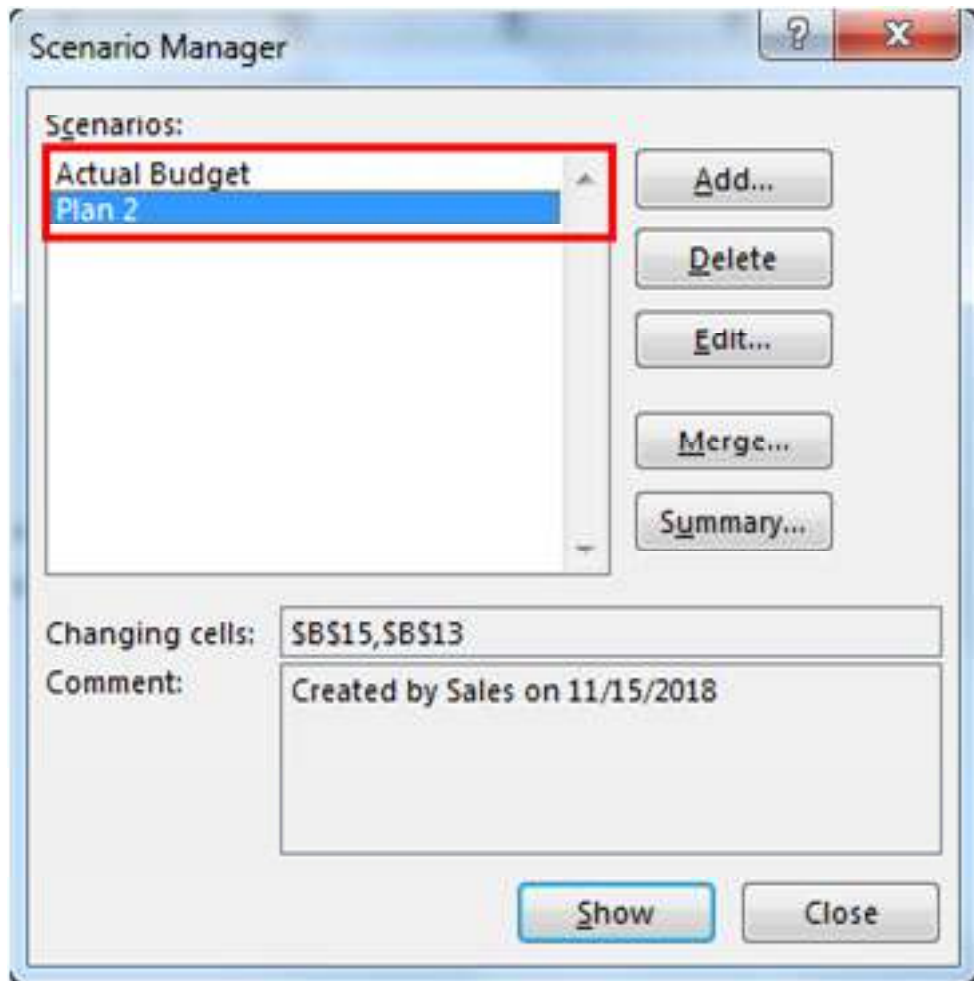 Scenario Manager
?
X
Scenarios:
Actual Budget
Plan 2
Add...
Delete
Edit...
Merge...
Summary...
Changing cells: $B$15,$B$13
Comment: Created by Sales on 11/15/2018
Show Close